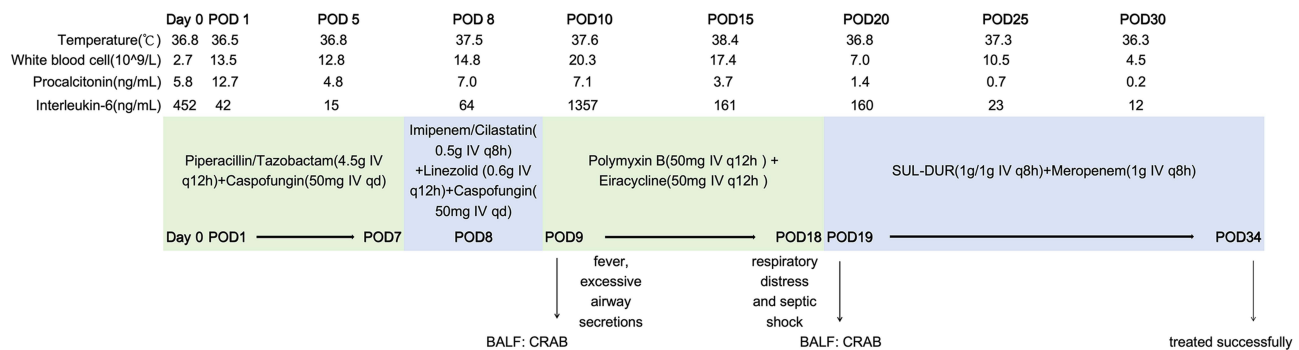 Day 0 POD 1 POD 5 POD 8 POD10 POD15 POD20 POD25 POD30
Temperature(℃) 36.8 36.5 36.8 37.5 37.6 38.4 36.8 37.3 36.3
White blood cell(10^9/L) 2.7 13.5 12.8 14.8 20.3 17.4 7.0 10.5 4.5
Procalcitonin(ng/mL) 5.8 12.7 4.8 7.0 7.1 3.7 1.4 0.7 0.2
Interleukin-6(ng/mL) 452 42 15 64 1357 161 160 23 12
Piperacillin/Tazobactam(4.5g IV
q12h)+Caspofungin(50mg IV qd)
Imipenem/Cilastatin(
0.5g IV q8h)
+Linezolid (0.6g IV
q12h)+Caspofungin(
50mg IV qd)
Polymyxin B(50mg IV q12h ) +
Eiracycline(50mg IV q12h )
SUL-DUR(1g/1g IV q8h)+Meropenem(1g IV q8h)
Day 0 POD1 POD7 POD8 POD9 POD18 POD19 POD34
fever,
excessive
airway
secretions
respiratory
distress
and septic
shock
BALF: CRAB BALF: CRAB treated successfully